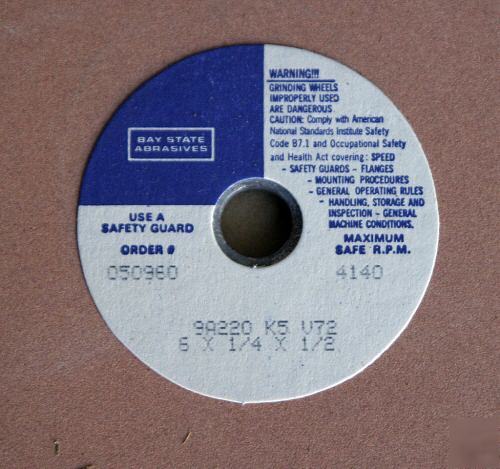 BAY STATE
ABRASIVES
WARNING!!!
GRINDING WHEELS
IMPROPERLY USED
ARE DANGEROUS
CAUTION: Comply with American
National Standards Institute Safety
Code B7.1 and Occupational Safety
and Health Act covering: SPEED
- SAFETY GUARDS - FLANGES
- MOUNTING PROCEDURES
- GENERAL OPERATING RULES
- HANDLING, STORAGE AND
INSPECTION - GENERAL
MACHINE CONDITIONS.
USE A
SAFETY GUARD
ORDER #
050960
MAXIMUM
SAFE R.P.M.
4140
9A220 K5 V72
6 X 1/4 X 1/2